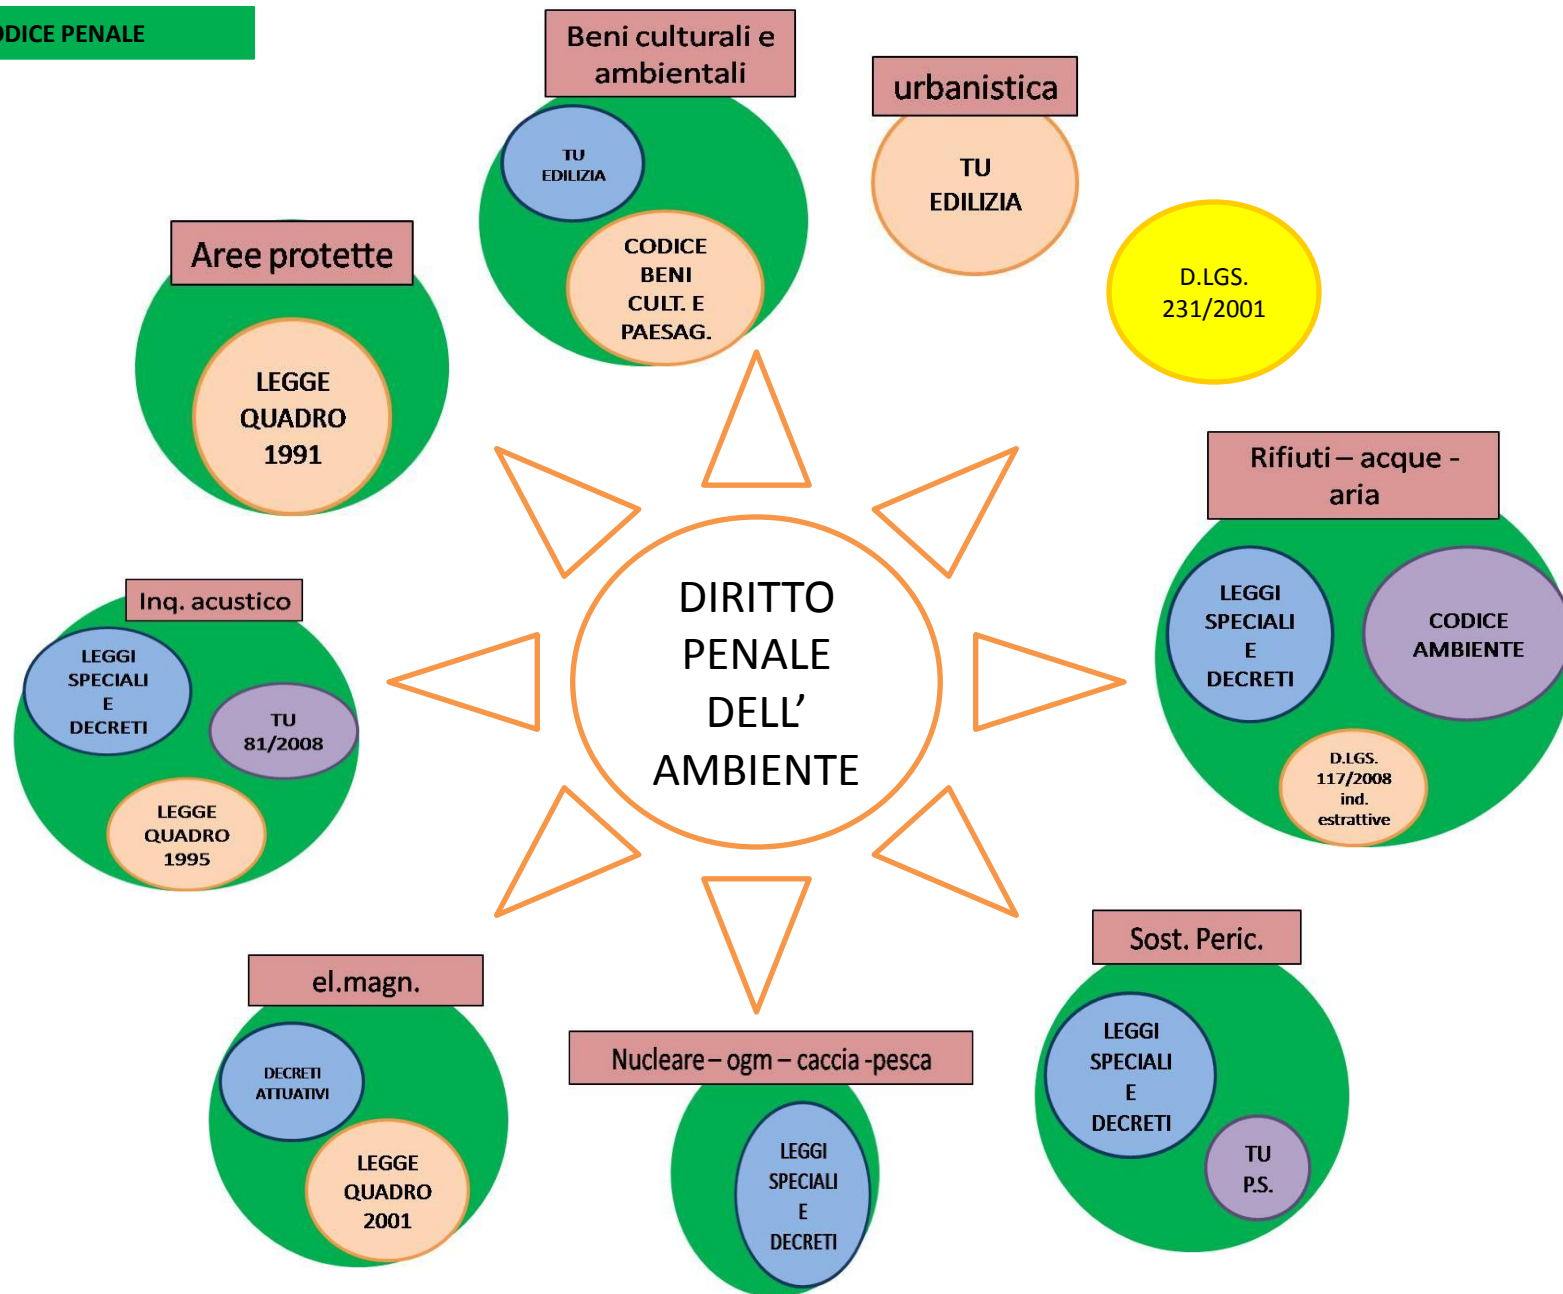 ODICE PENALE
Beni culturali e
ambientali
TU
EDILIZIA
CODICE
BENI
CULT. E
PAESAG.
urbanistica
TU
EDILIZIA
D.LGS.
231/2001
Aree protette
LEGGE
QUADRO
1991
Rifiuti – acque -
aria
LEGGI
SPECIALI
E
DECRETI
CODICE
AMBIENTE
D.LGS.
117/2008
ind.
estrattive
Inq. acustico
LEGGI
SPECIALI
E
DECRETI
TU
81/2008
LEGGE
QUADRO
1995
DIRITTO
PENALE
DELL’
AMBIENTE
el.magn.
DECRETI
ATTUATIVI
LEGGE
QUADRO
2001
Nucleare – ogm – caccia -pesca
LEGGI
SPECIALI
E
DECRETI
Sost. Peric.
LEGGI
SPECIALI
E
DECRETI
TU
P.S.